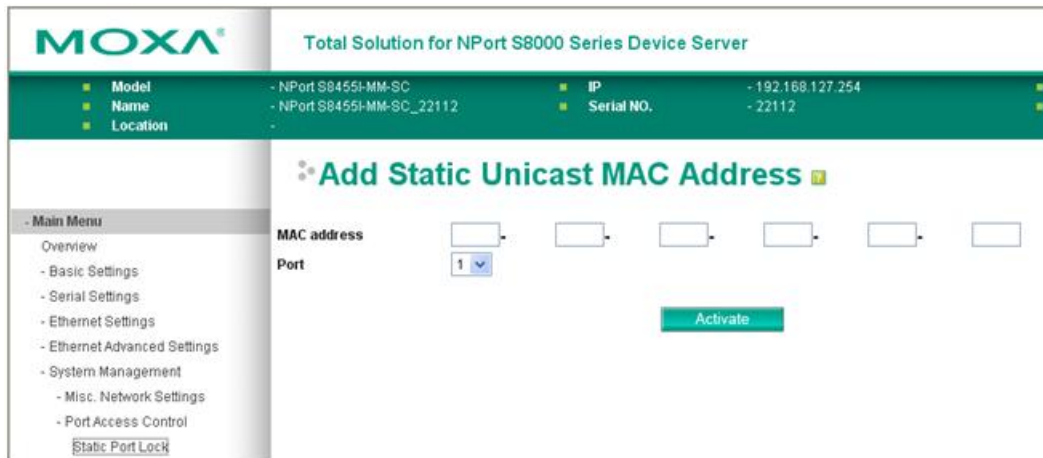 MOXA®
Total Solution for NPort S8000 Series Device Server
Model - NPort S8455I-MM-SC IP - 192.168.127.254
Name - NPort S8455I-MM-SC_22112 Serial NO. - 22112
Location -
Add Static Unicast MAC Address
- Main Menu
Overview
- Basic Settings
- Serial Settings
- Ethernet Settings
- Ethernet Advanced Settings
- System Management
- Misc. Network Settings
- Port Access Control
Static Port Lock
MAC address - - - - -
Port 1
Activate